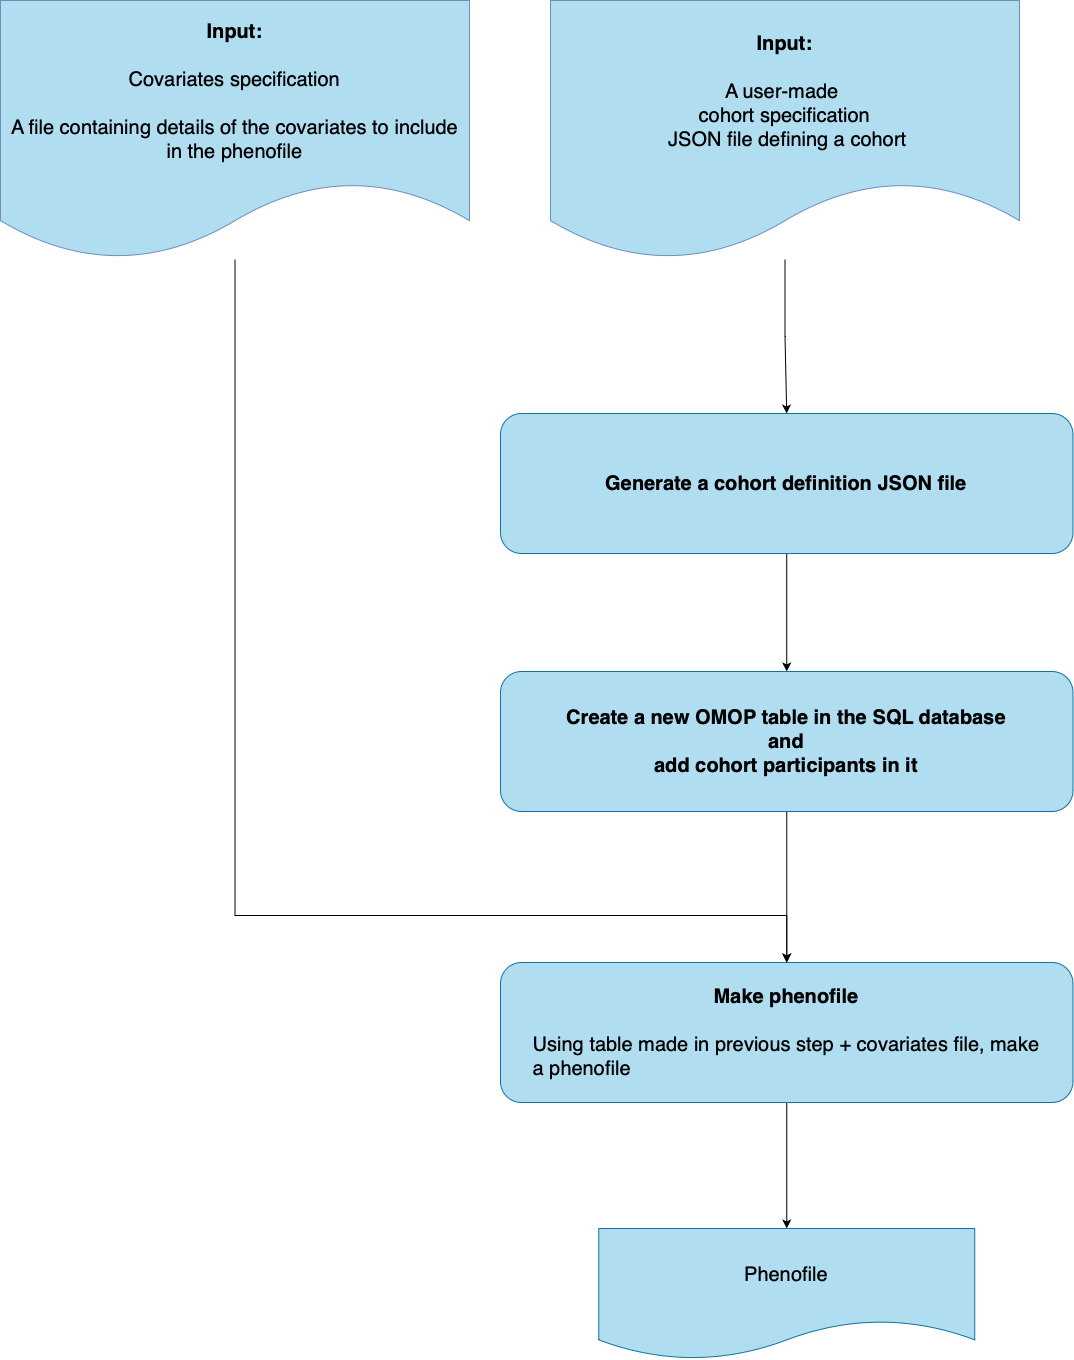 Input:
Covariates specification
A file containing details of the covariates to include
in the phenofile
Input:
A user-made
cohort specification
JSON file defining a cohort
Generate a cohort definition JSON file
Create a new OMOP table in the SQL database
and
add cohort participants in it
Make phenofile
Using table made in previous step + covariates file, make
a phenofile
Phenofile